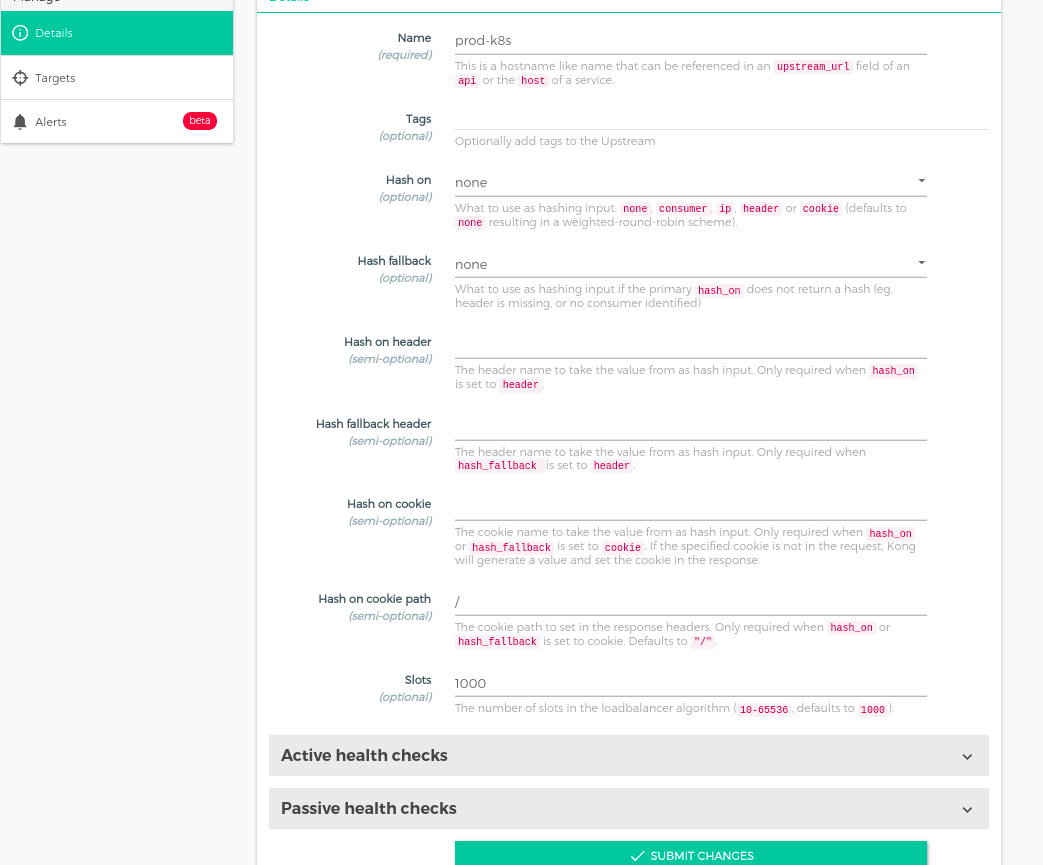 Manage
Details
Targets
Alerts
beta
Details
Name
(required)
prod-k8s
This is a hostname like name that can be referenced in an upstream_url field of an
api or the host of a service.
Tags
(optional)
Optionally add tags to the Upstream
Hash on
(optional)
none
What to use as hashing input: none, consumer, ip, header or cookie (defaults to
none resulting in a weighted-round-robin scheme).
Hash fallback
(optional)
none
What to use as hashing input if the primary hash_on does not return a hash (eg.
header is missing, or no consumer identified)
Hash on header
(semi-optional)
The header name to take the value from as hash input. Only required when hash_on
is set to header.
Hash fallback header
(semi-optional)
The header name to take the value from as hash input. Only required when
hash_fallback is set to header.
Hash on cookie
(semi-optional)
The cookie name to take the value from as hash input. Only required when hash_on
or hash_fallback is set to cookie. If the specified cookie is not in the request, Kong
will generate a value and set the cookie in the response.
Hash on cookie path
(semi-optional)
/
The cookie path to set in the response headers. Only required when hash_on or
hash_fallback is set to cookie. Defaults to "/".
Slots
(optional)
1000
The number of slots in the loadbalancer algorithm (10-65536, defaults to 1000).
Active health checks
Passive health checks
SUBMIT CHANGES